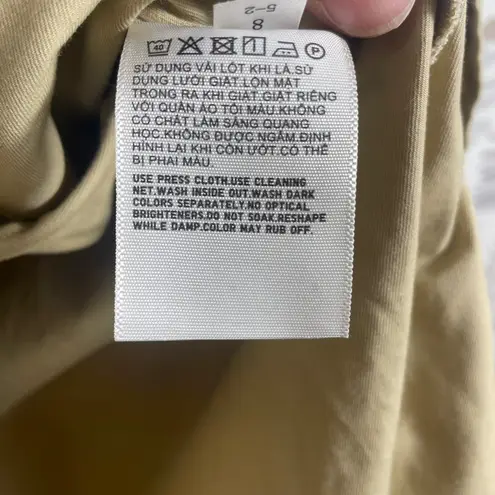 8
5-2
40 P
SỬ DỤNG VẢI LÓT KHI LÀ.SỬ
DỤNG LƯỚI GIẶT.LỘN MẶT
TRONG RA KHI GIẶT.GIẶT RIÊNG
VỚI QUẦN ÁO TỐI MÀU.KHÔNG
CÓ CHẤT LÀM SÁNG QUANG
HỌC.KHÔNG ĐƯỢC NGÂM.ĐỊNH
HÌNH LẠI KHI CÒN ƯỚT.CÓ THỂ
BỊ PHAI MÀU.
USE PRESS CLOTH.USE CLEANING
NET.WASH INSIDE OUT.WASH DARK
COLORS SEPARATELY.NO OPTICAL
BRIGHTENERS.DO NOT SOAK.RESHAPE
WHILE DAMP.COLOR MAY RUB OFF.